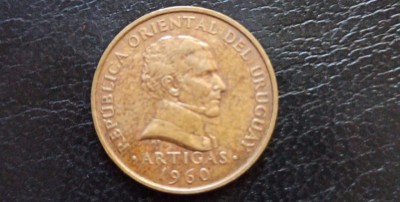 REPUBLICA ORIENTAL DEL URUGUAY
· ARTIGAS ·
1960